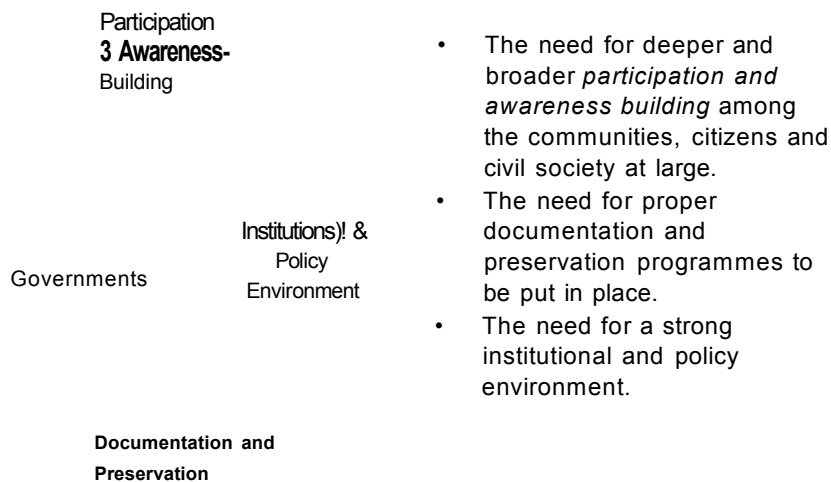 Participation
3 Awareness-
Building
Governments
Institutions)! &
Policy
Environment
Documentation and
Preservation
• The need for deeper and
broader participation and
awareness building among
the communities, citizens and
civil society at large.
• The need for proper
documentation and
preservation programmes to
be put in place.
• The need for a strong
institutional and policy
environment.